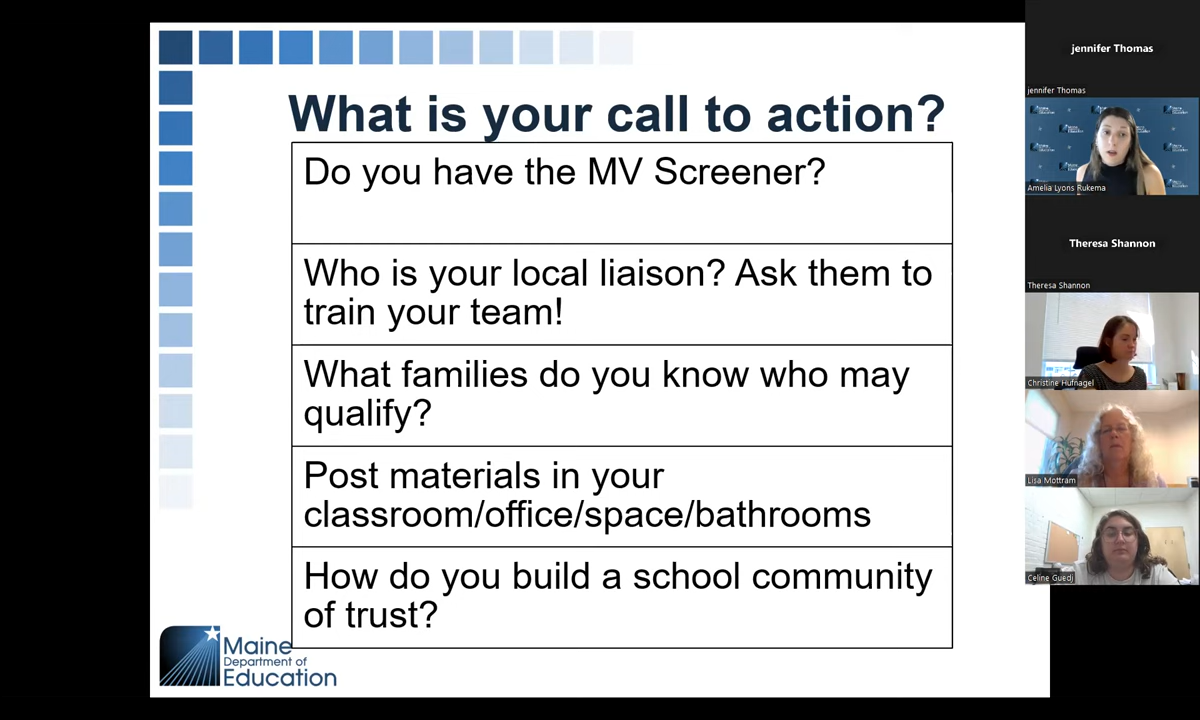 What is your call to action?
Do you have the MV Screener?
Who is your local liaison? Ask them to
train your team!
What families do you know who may
qualify?
Post materials in your
classroom/office/space/bathrooms
How do you build a school community
of trust?
Maine
Department of
Education
jennifer Thomas
jennifer Thomas
Amelia Lyons Rukema
Theresa Shannon
Theresa Shannon
Christine Hufnagel
Lisa Mottram
Celine Guedj